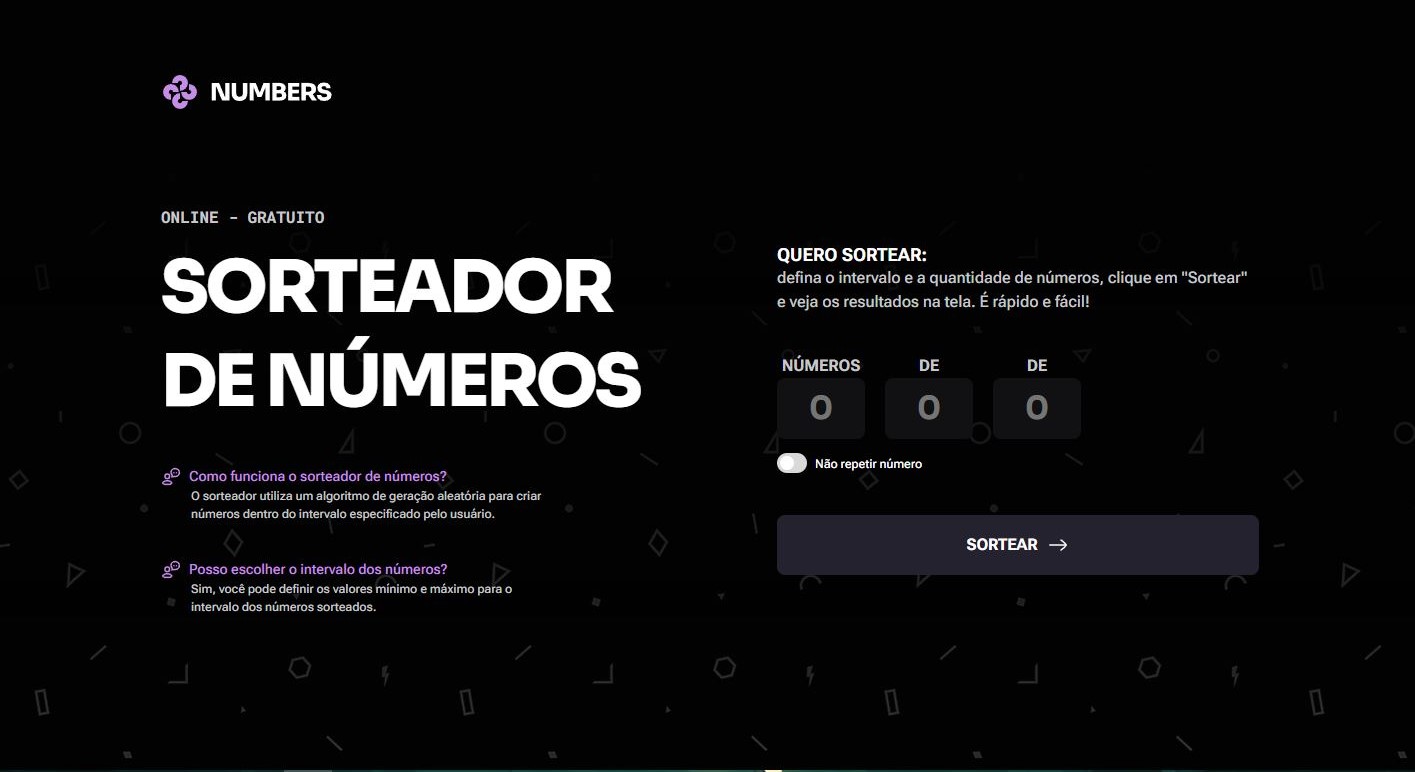 NUMBERS
ONLINE - GRATUITO
SORTEADOR
DE NÚMEROS
Como funciona o sorteador de números?
O sorteador utiliza um algoritmo de geração aleatória para criar
números dentro do intervalo especificado pelo usuário.
Posso escolher o intervalo dos números?
Sim, você pode definir os valores mínimo e máximo para o
intervalo dos números sorteados.
QUERO SORTEAR:
defina o intervalo e a quantidade de números, clique em "Sortear"
e veja os resultados na tela. É rápido e fácil!
NÚMEROS DE DE
0 0 0
Não repetir número
SORTEAR →